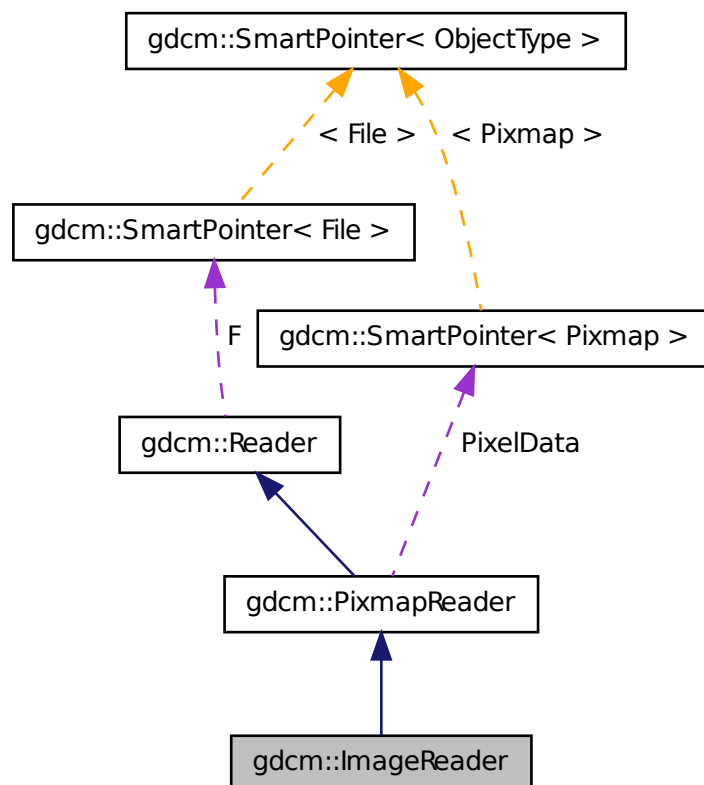 gdcm::SmartPointer< ObjectType >
< File >
< Pixmap >
gdcm::SmartPointer< File >
F
gdcm::SmartPointer< Pixmap >
gdcm::Reader
PixelData
gdcm::PixmapReader
gdcm::ImageReader